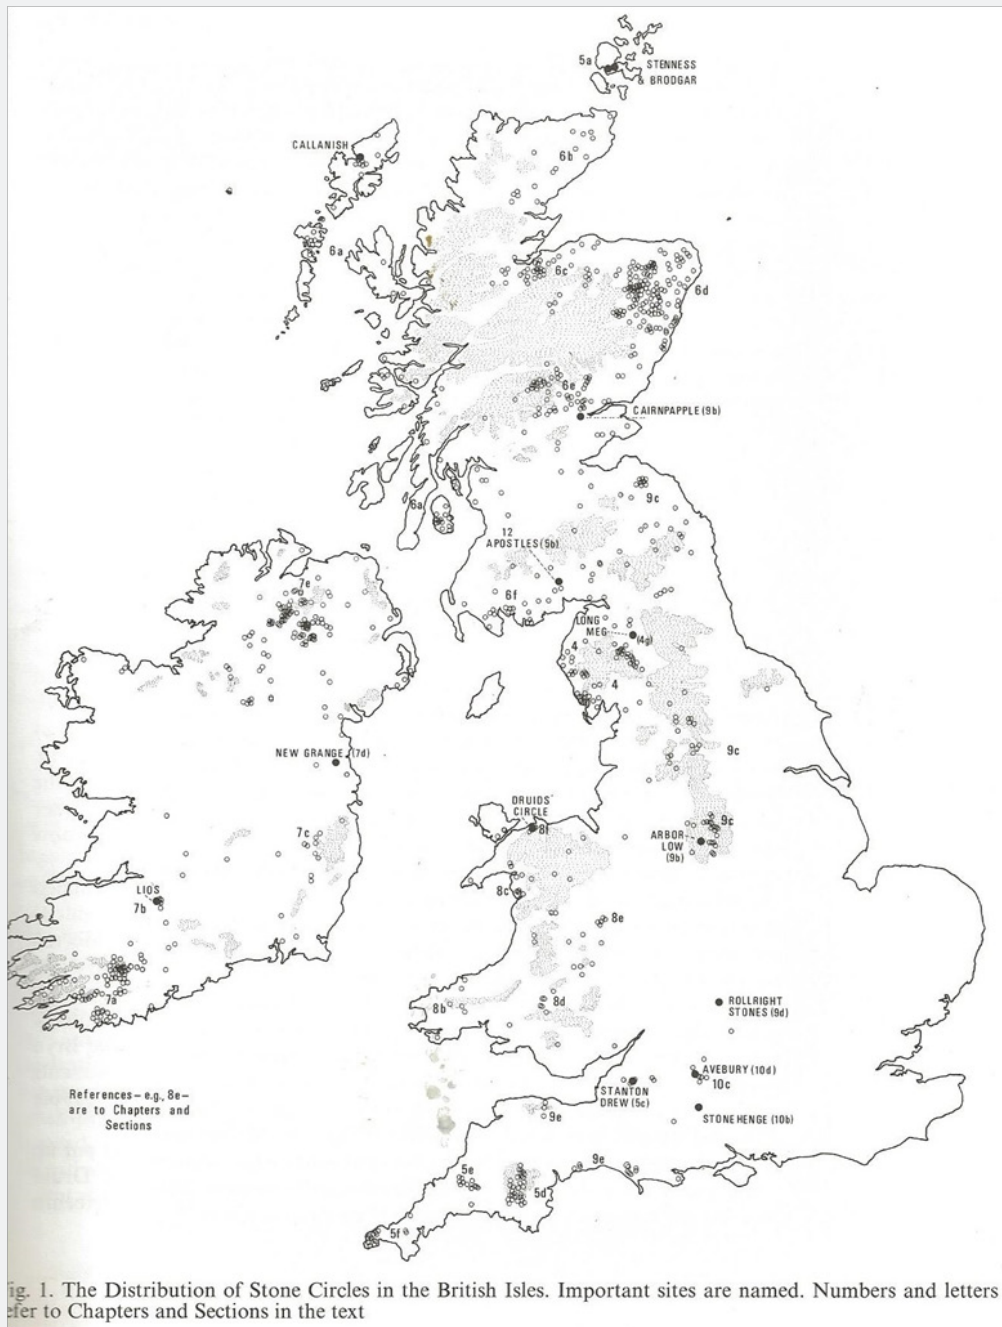 5a
STENNESS
& BRODGAR
CALLANISH
6b
6a
6c
6d
6e
CAIRNPAPPLE (9b)
6a
9c
12
APOSTLES (5b)
7e
6f
LONG
MEG
(4g)
4
4
NEW GRANGE (7d)
9c
DRUIDS'
CIRCLE
8f
7c
9c
ARBOR
LOW
(9b)
LIOS
7b
8c
8e
7a
8b
8d
ROLLRIGHT
STONES (9d)
AVEBURY (10d)
10c
STANTON
DREW (5c)
STONEHENGE (10b)
References – e.g., 8e –
are to Chapters and
Sections
9e
9e
5e
5d
5f
ig. 1. The Distribution of Stone Circles in the British Isles. Important sites are named. Numbers and letters
efer to Chapters and Sections in the text